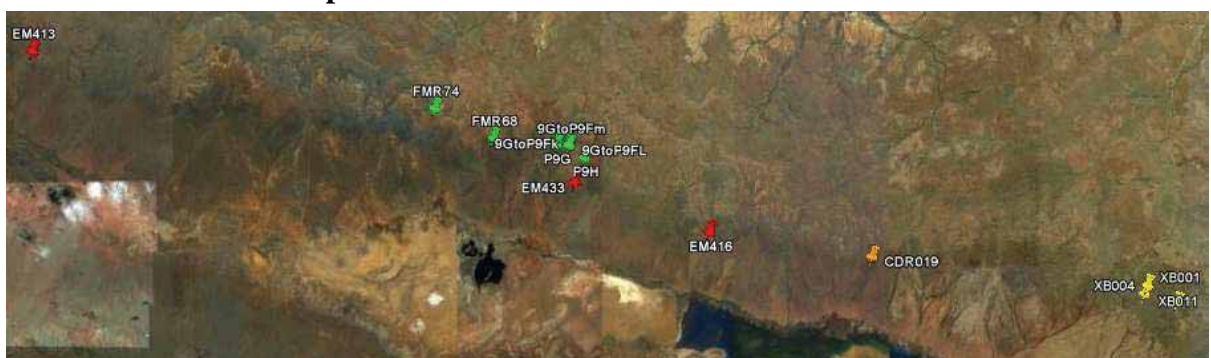 EM413
FMR74
FMR68
9GtoP9Fm
9GtoP9Fk
9GtoP9FL
P9G
P9H
EM433
EM416
CDR019
XB004
XB001
XB011